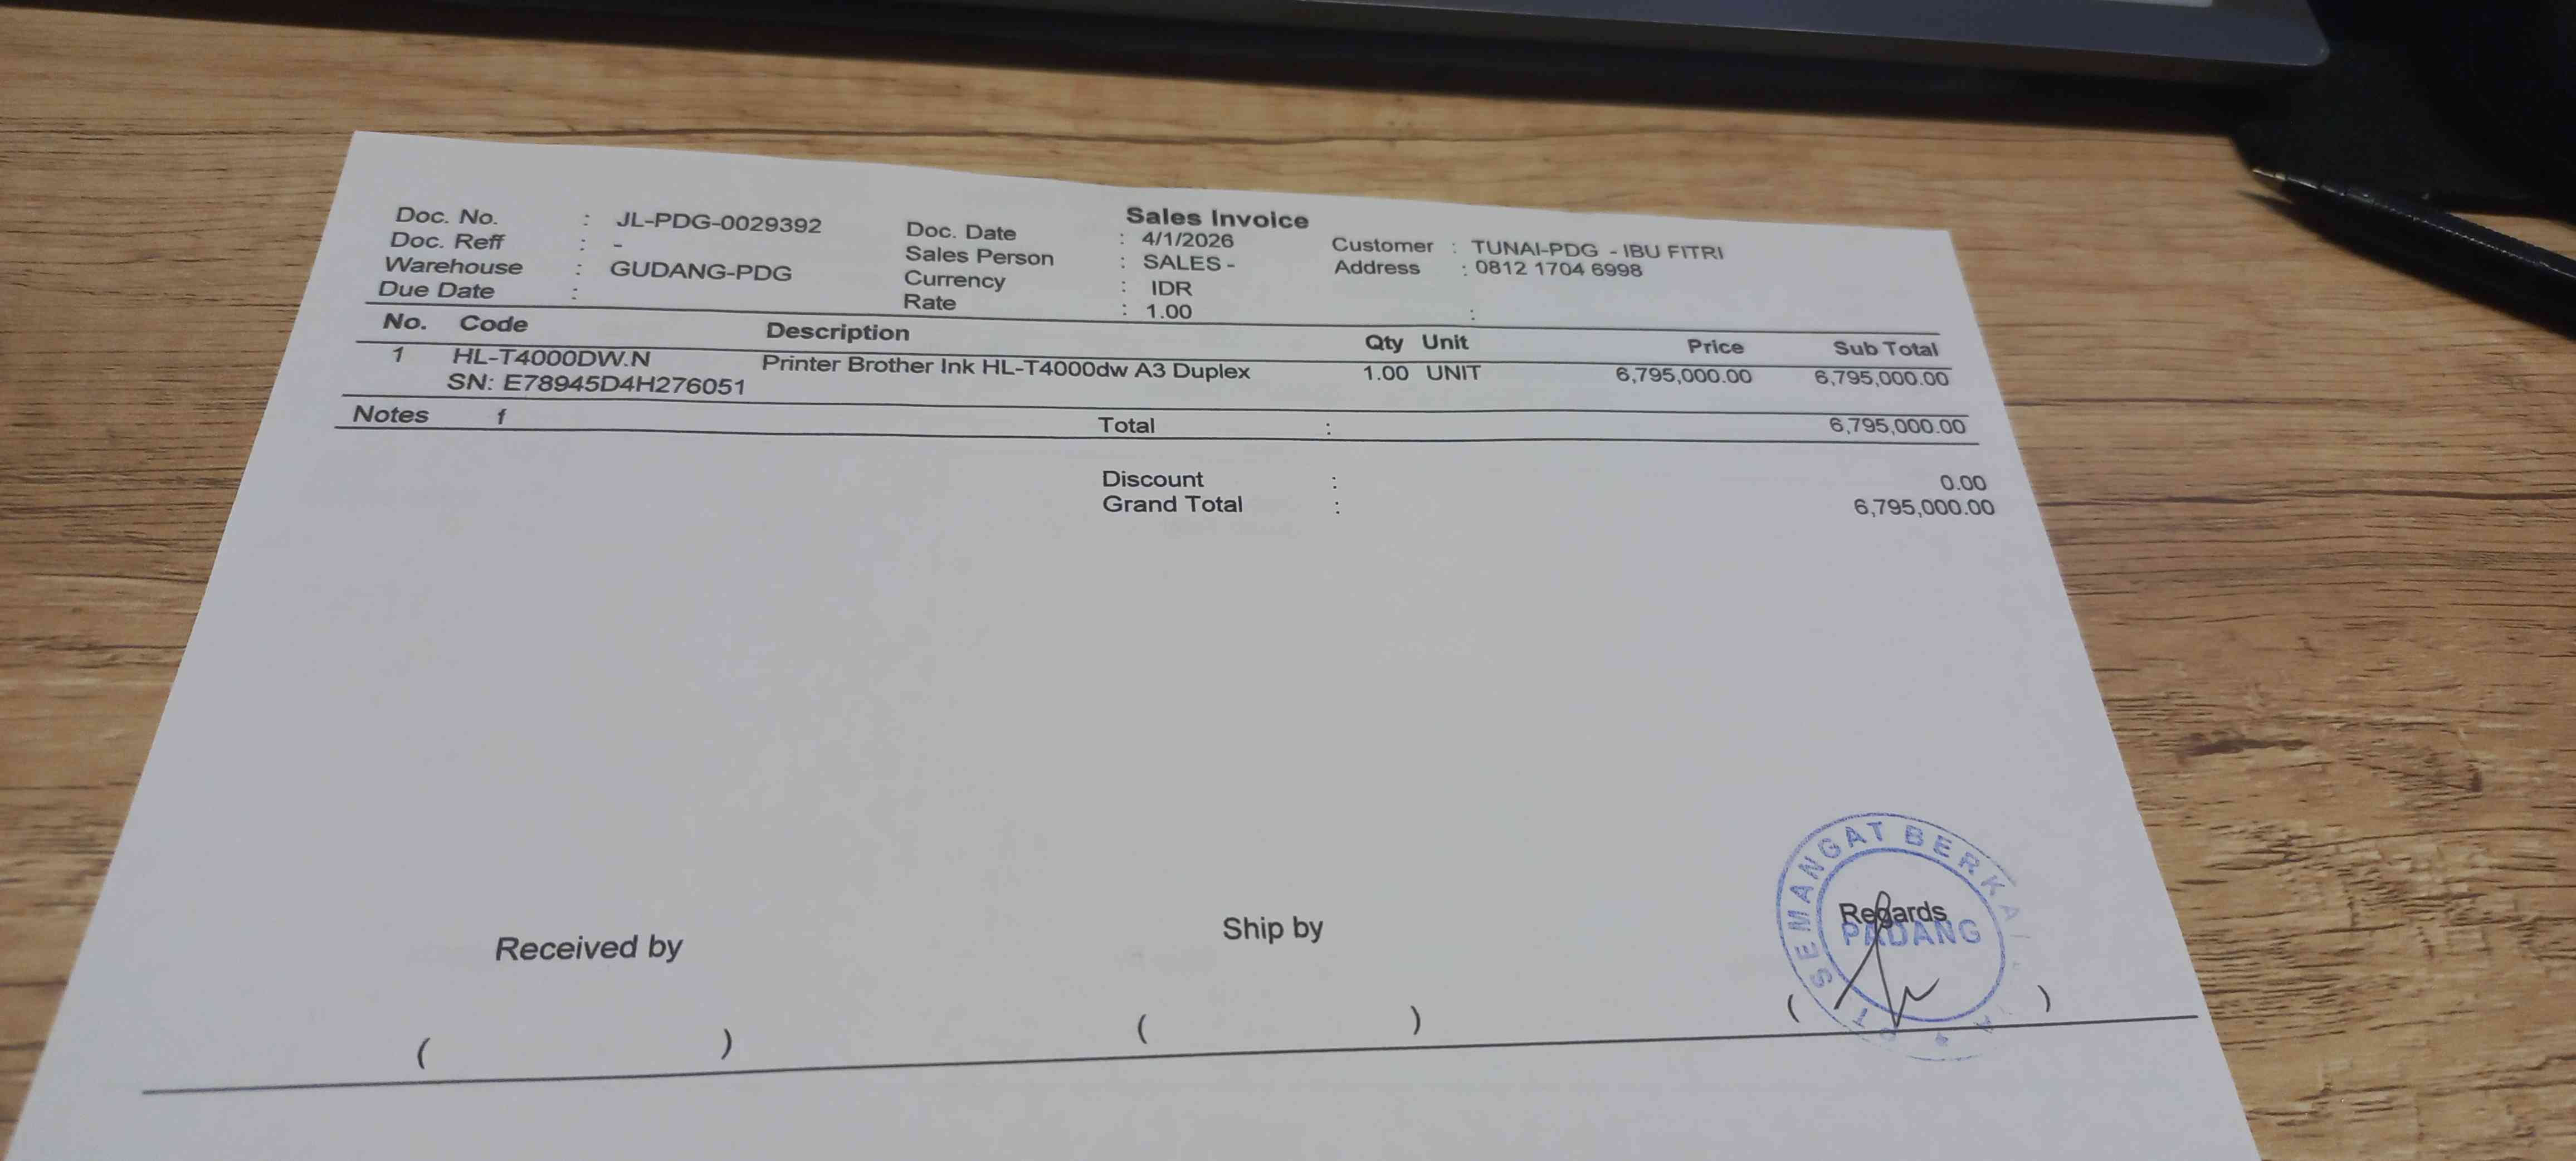 Sales Invoice
Doc. No. : JL-PDG-0029392
Doc. Reff : -
Warehouse : GUDANG-PDG
Due Date :
Doc. Date : 4/1/2026
Sales Person : SALES -
Currency : IDR
Rate : 1.00
Customer : TUNAI-PDG - IBU FITRI
Address : 0812 1704 6998
:
No. Code Description Qty Unit Price Sub Total
1 HL-T4000DW.N Printer Brother Ink HL-T4000dw A3 Duplex 1.00 UNIT 6,795,000.00 6,795,000.00
SN: E78945D4H276051
Notes f Total : 6,795,000.00
Discount : 0.00
Grand Total : 6,795,000.00
Received by
Ship by
Regards
( )
( )
( )
PT SEMANGAT BERKA
PADANG